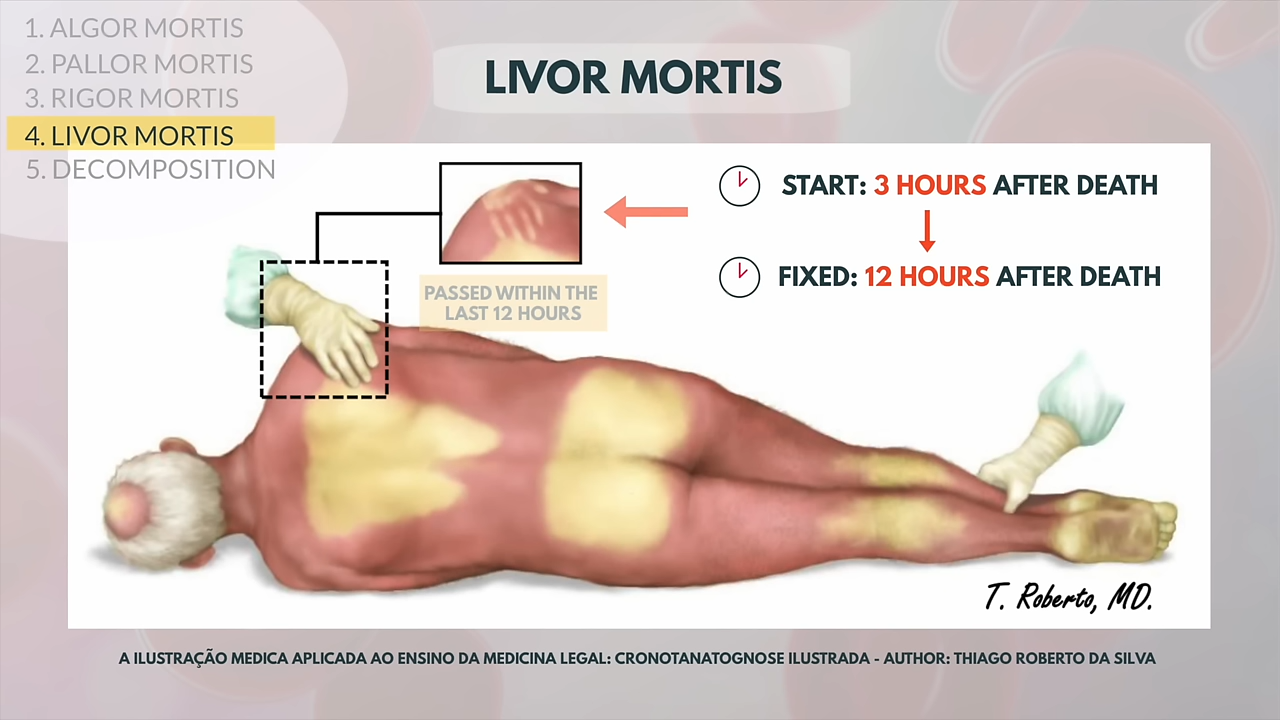 1. ALGOR MORTIS
2. PALLOR MORTIS
3. RIGOR MORTIS
4. LIVOR MORTIS
5. DECOMPOSITION
LIVOR MORTIS
START: 3 HOURS AFTER DEATH
FIXED: 12 HOURS AFTER DEATH
PASSED WITHIN THE
LAST 12 HOURS
T. Roberto, MD.
A ILUSTRAÇÃO MEDICA APLICADA AO ENSINO DA MEDICINA LEGAL: CRONOTANATOGNOSE ILUSTRADA - AUTHOR: THIAGO ROBERTO DA SILVA